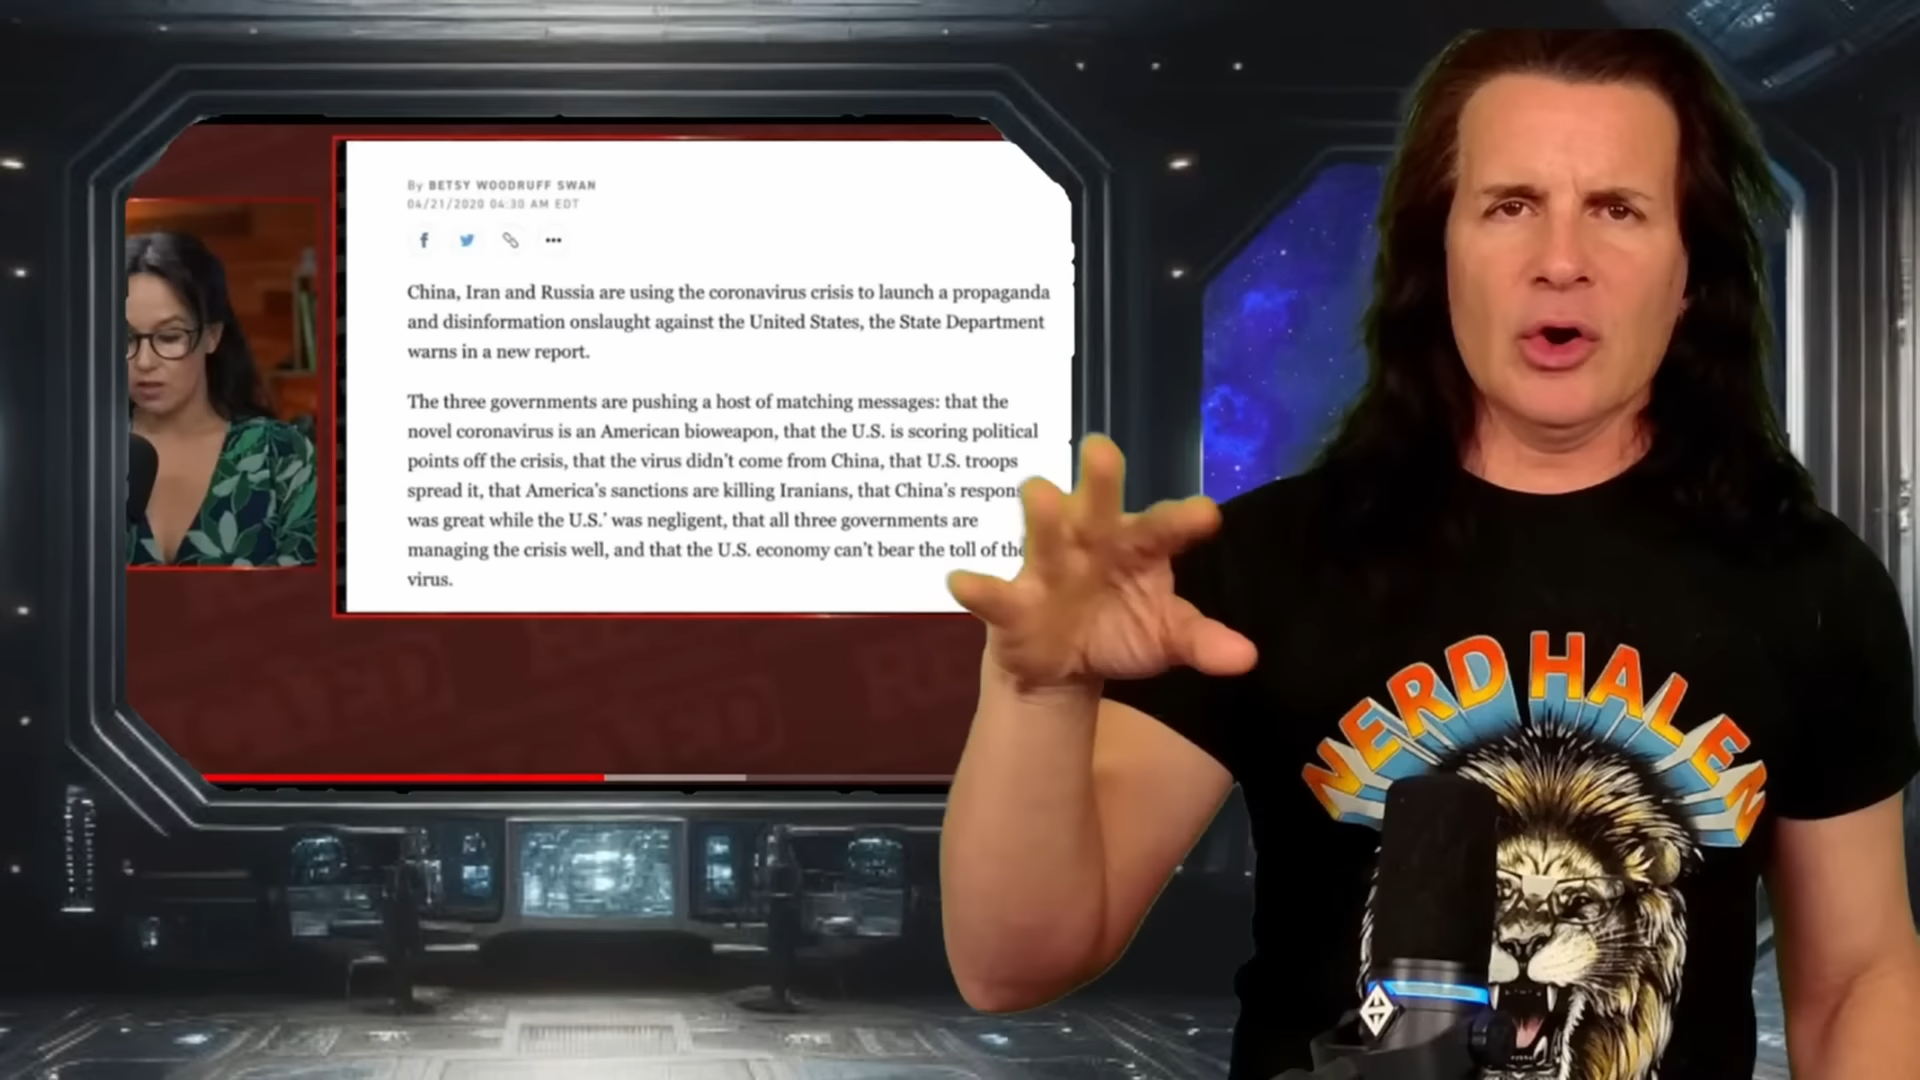 By BETSY WOODRUFF SWAN
04/21/2020 04:30 AM EDT
China, Iran and Russia are using the coronavirus crisis to launch a propaganda
and disinformation onslaught against the United States, the State Department
warns in a new report.
The three governments are pushing a host of matching messages: that the
novel coronavirus is an American bioweapon, that the U.S. is scoring political
points off the crisis, that the virus didn't come from China, that U.S. troops
spread it, that America's sanctions are killing Iranians, that China's respons
was great while the U.S.' was negligent, that all three governments are
managing the crisis well, and that the U.S. economy can't bear the toll of the
virus.
NERD HALEN